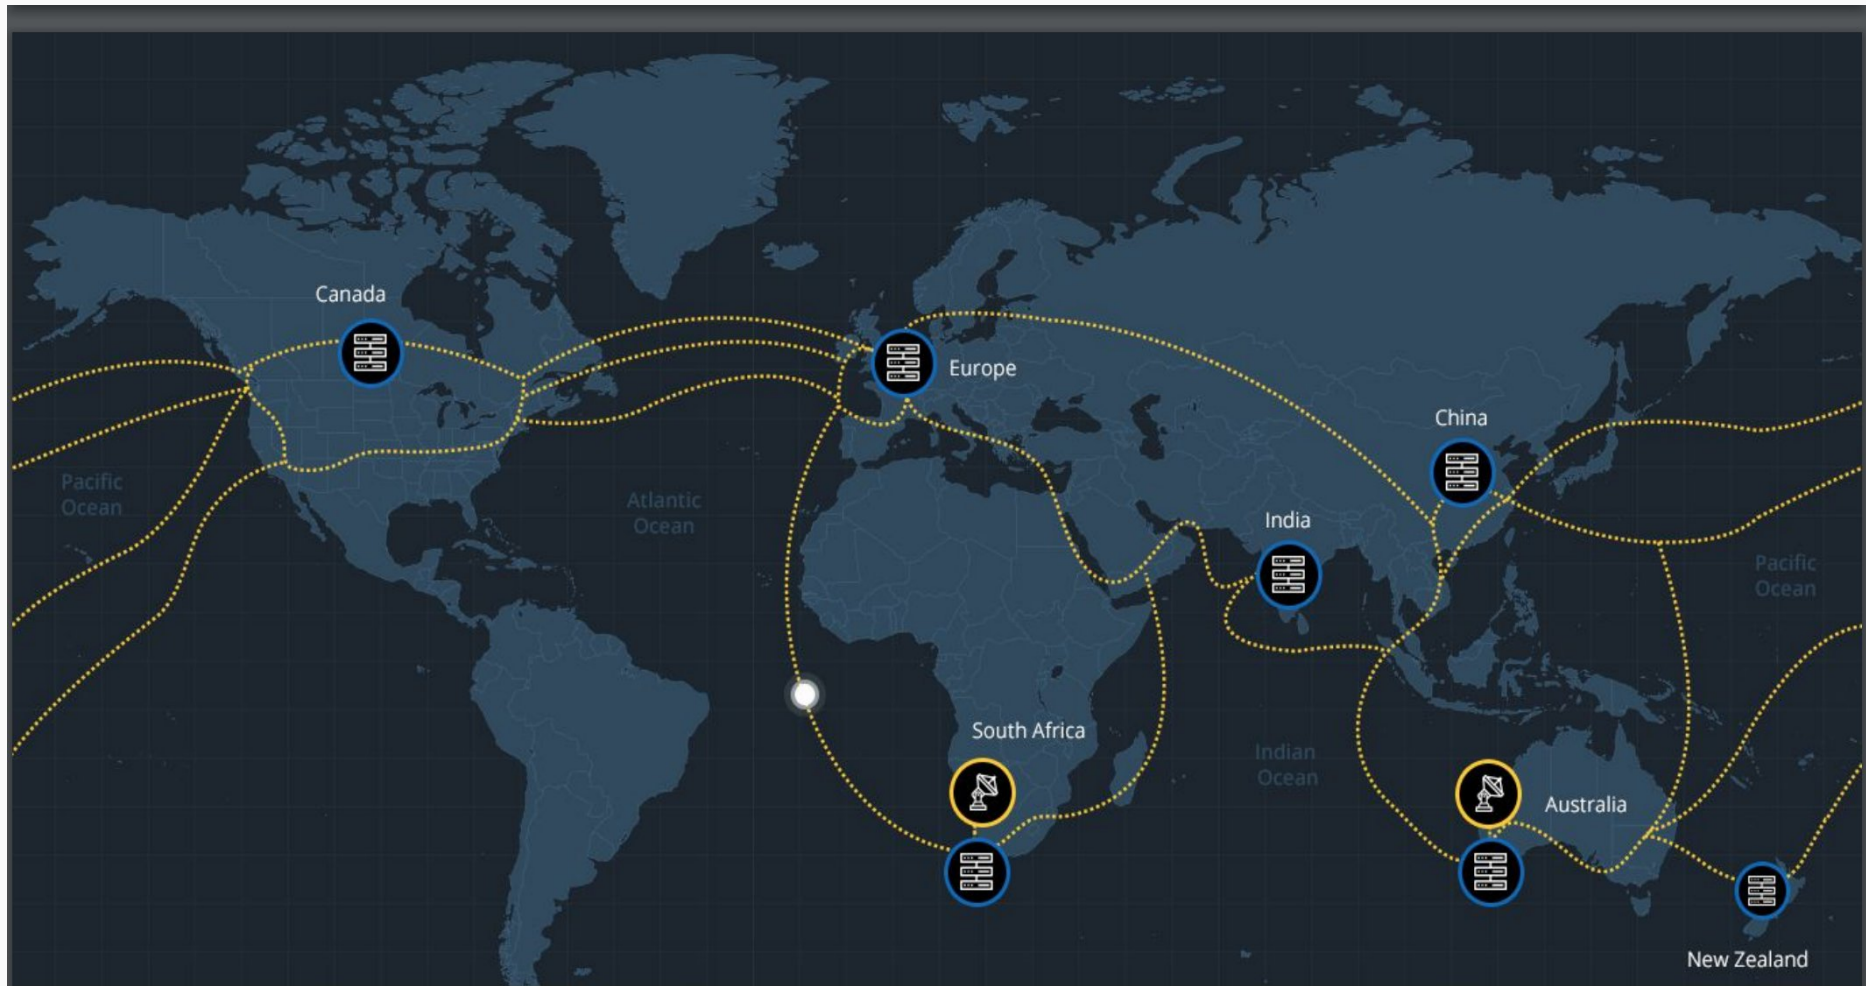 Canada
Europe
China
Pacific
Ocean
Atlantic
Ocean
India
Pacific
Ocean
South Africa
Indian
Ocean
Australia
New Zealand